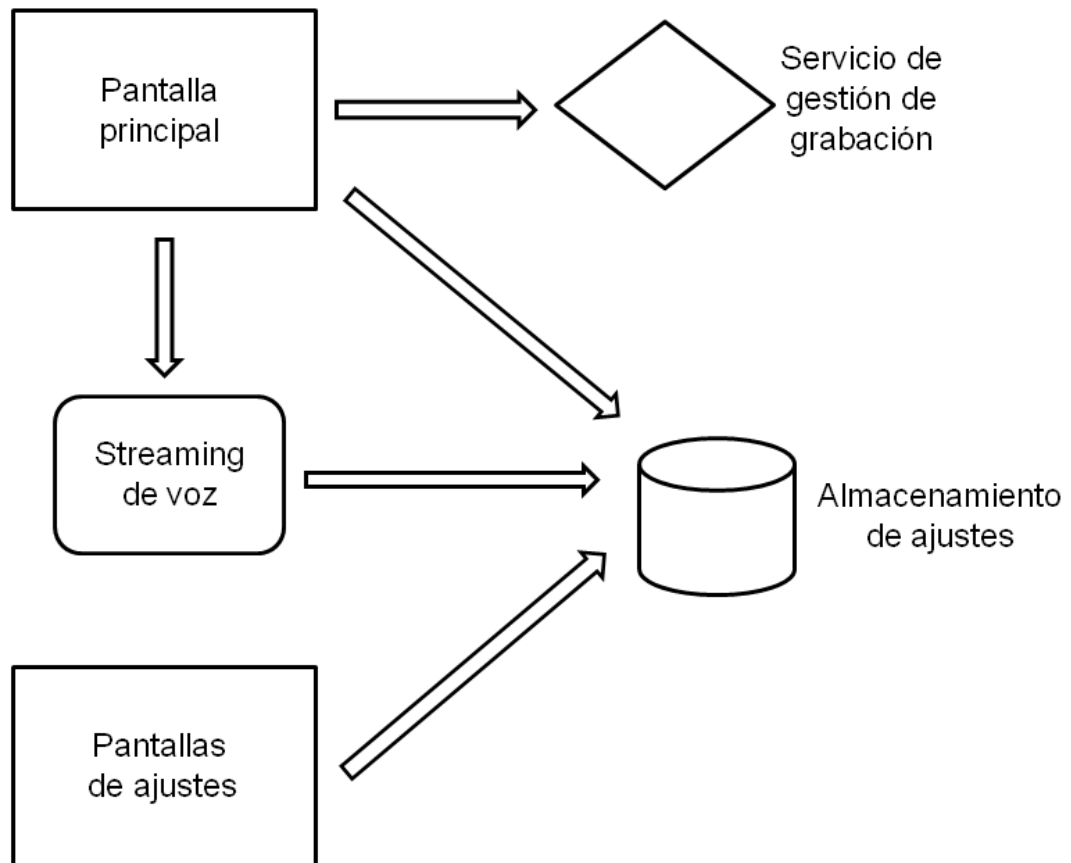 Pantalla
principal
Servicio de
gestión de
grabación
Streaming
de voz
Almacenamiento
de ajustes
Pantallas
de ajustes